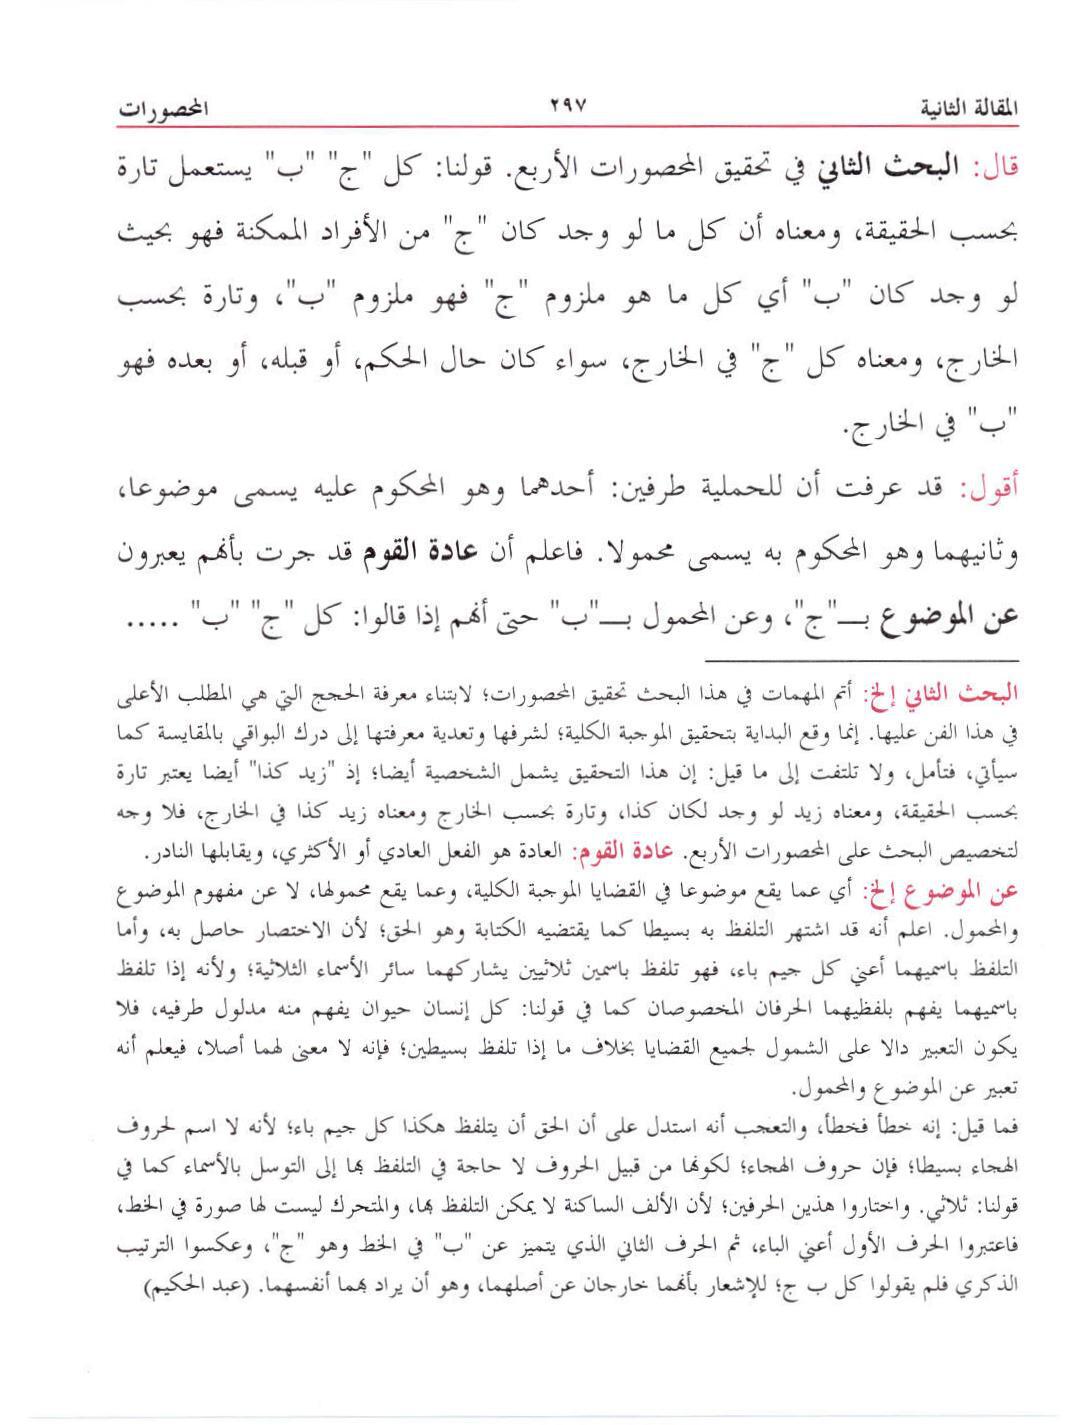 المقالة الثانية ٢٩٧ المحصورات
قال: البحث الثاني في تحقيق المحصورات الأربع. قولنا: كل "ج" "ب" يستعمل تارة
بحسب الحقيقة، ومعناه أن كل ما لو وجد كان "ج" من الأفراد الممكنة فهو بحيث
لو وجد كان "ب" أي كل ما هو ملزوم "ج" فهو ملزوم "ب"، وتارة بحسب
الخارج، ومعناه كل "ج" في الخارج، سواء كان حال الحكم، أو قبله، أو بعده فهو
"ب" في الخارج.
أقول: قد عرفت أن للحملية طرفين: أحدهما وهو المحكوم عليه يسمى موضوعا،
وثانيهما وهو المحكوم به يسمى محمولا. فاعلم أن عادة القوم قد جرت بأنهم يعبرون
عن الموضوع بــ"ج"، وعن المحمول بــ"ب" حتى أنهم إذا قالوا: كل "ج" "ب" .....
البحث الثاني إلخ: أتم المهمات في هذا البحث تحقيق المحصورات؛ لابتناء معرفة الحجج التي هي المطلب الأعلى
في هذا الفن عليها. إنما وقع البداية بتحقيق الموجبة الكلية؛ لشرفها وتعدية معرفتها إلى درك البواقي بالمقايسة كما
سيأتي، فتأمل، ولا تلتفت إلى ما قيل: إن هذا التحقيق يشمل الشخصية أيضا؛ إذ "زيد كذا" أيضا يعتبر تارة
بحسب الحقيقة، ومعناه زيد لو وجد لكان كذا، وتارة بحسب الخارج ومعناه زيد كذا في الخارج، فلا وجه
لتخصيص البحث على المحصورات الأربع. عادة القوم: العادة هو الفعل العادي أو الأكثري، ويقابلها النادر.
عن الموضوع إلخ: أي عما يقع موضوعا في القضايا الموجبة الكلية، وعما يقع محمولها، لا عن مفهوم الموضوع
والمحمول. اعلم أنه قد اشتهر التلفظ به بسيطا كما يقتضيه الكتابة وهو الحق؛ لأن الاختصار حاصل به، وأما
التلفظ باسميهما أعني كل جيم باء، فهو تلفظ باسمين ثلاثيين يشاركهما سائر الأسماء الثلاثية؛ ولأنه إذا تلفظ
باسميهما يفهم بلفظيهما الحرفان المخصوصان كما في قولنا: كل إنسان حيوان يفهم منه مدلول طرفيه، فلا
يكون التعبير دالا على الشمول لجميع القضايا بخلاف ما إذا تلفظ بسيطين؛ فإنه لا معنى لهما أصلا، فيعلم أنه
تعبير عن الموضوع والمحمول.
فما قيل: إنه خطأ فخطأ، والتعجب أنه استدل على أن الحق أن يتلفظ هكذا كل جيم باء؛ لأنه لا اسم لحروف
الهجاء بسيطا؛ فإن حروف الهجاء؛ لكونها من قبيل الحروف لا حاجة في التلفظ بها إلى التوسل بالأسماء كما في
قولنا: ثلاثي. واختاروا هذين الحرفين؛ لأن الألف الساكنة لا يمكن التلفظ بها، والمتحرك ليست لها صورة في الخط،
فاعتبروا الحرف الأول أعني الباء، ثم الحرف الثاني الذي يتميز عن "ب" في الخط وهو "ج"، وعكسوا الترتيب
الذكري فلم يقولوا كل ب ج؛ للإشعار بأنهما خارجان عن أصلهما، وهو أن يراد بهما أنفسهما. (عبد الحكيم)